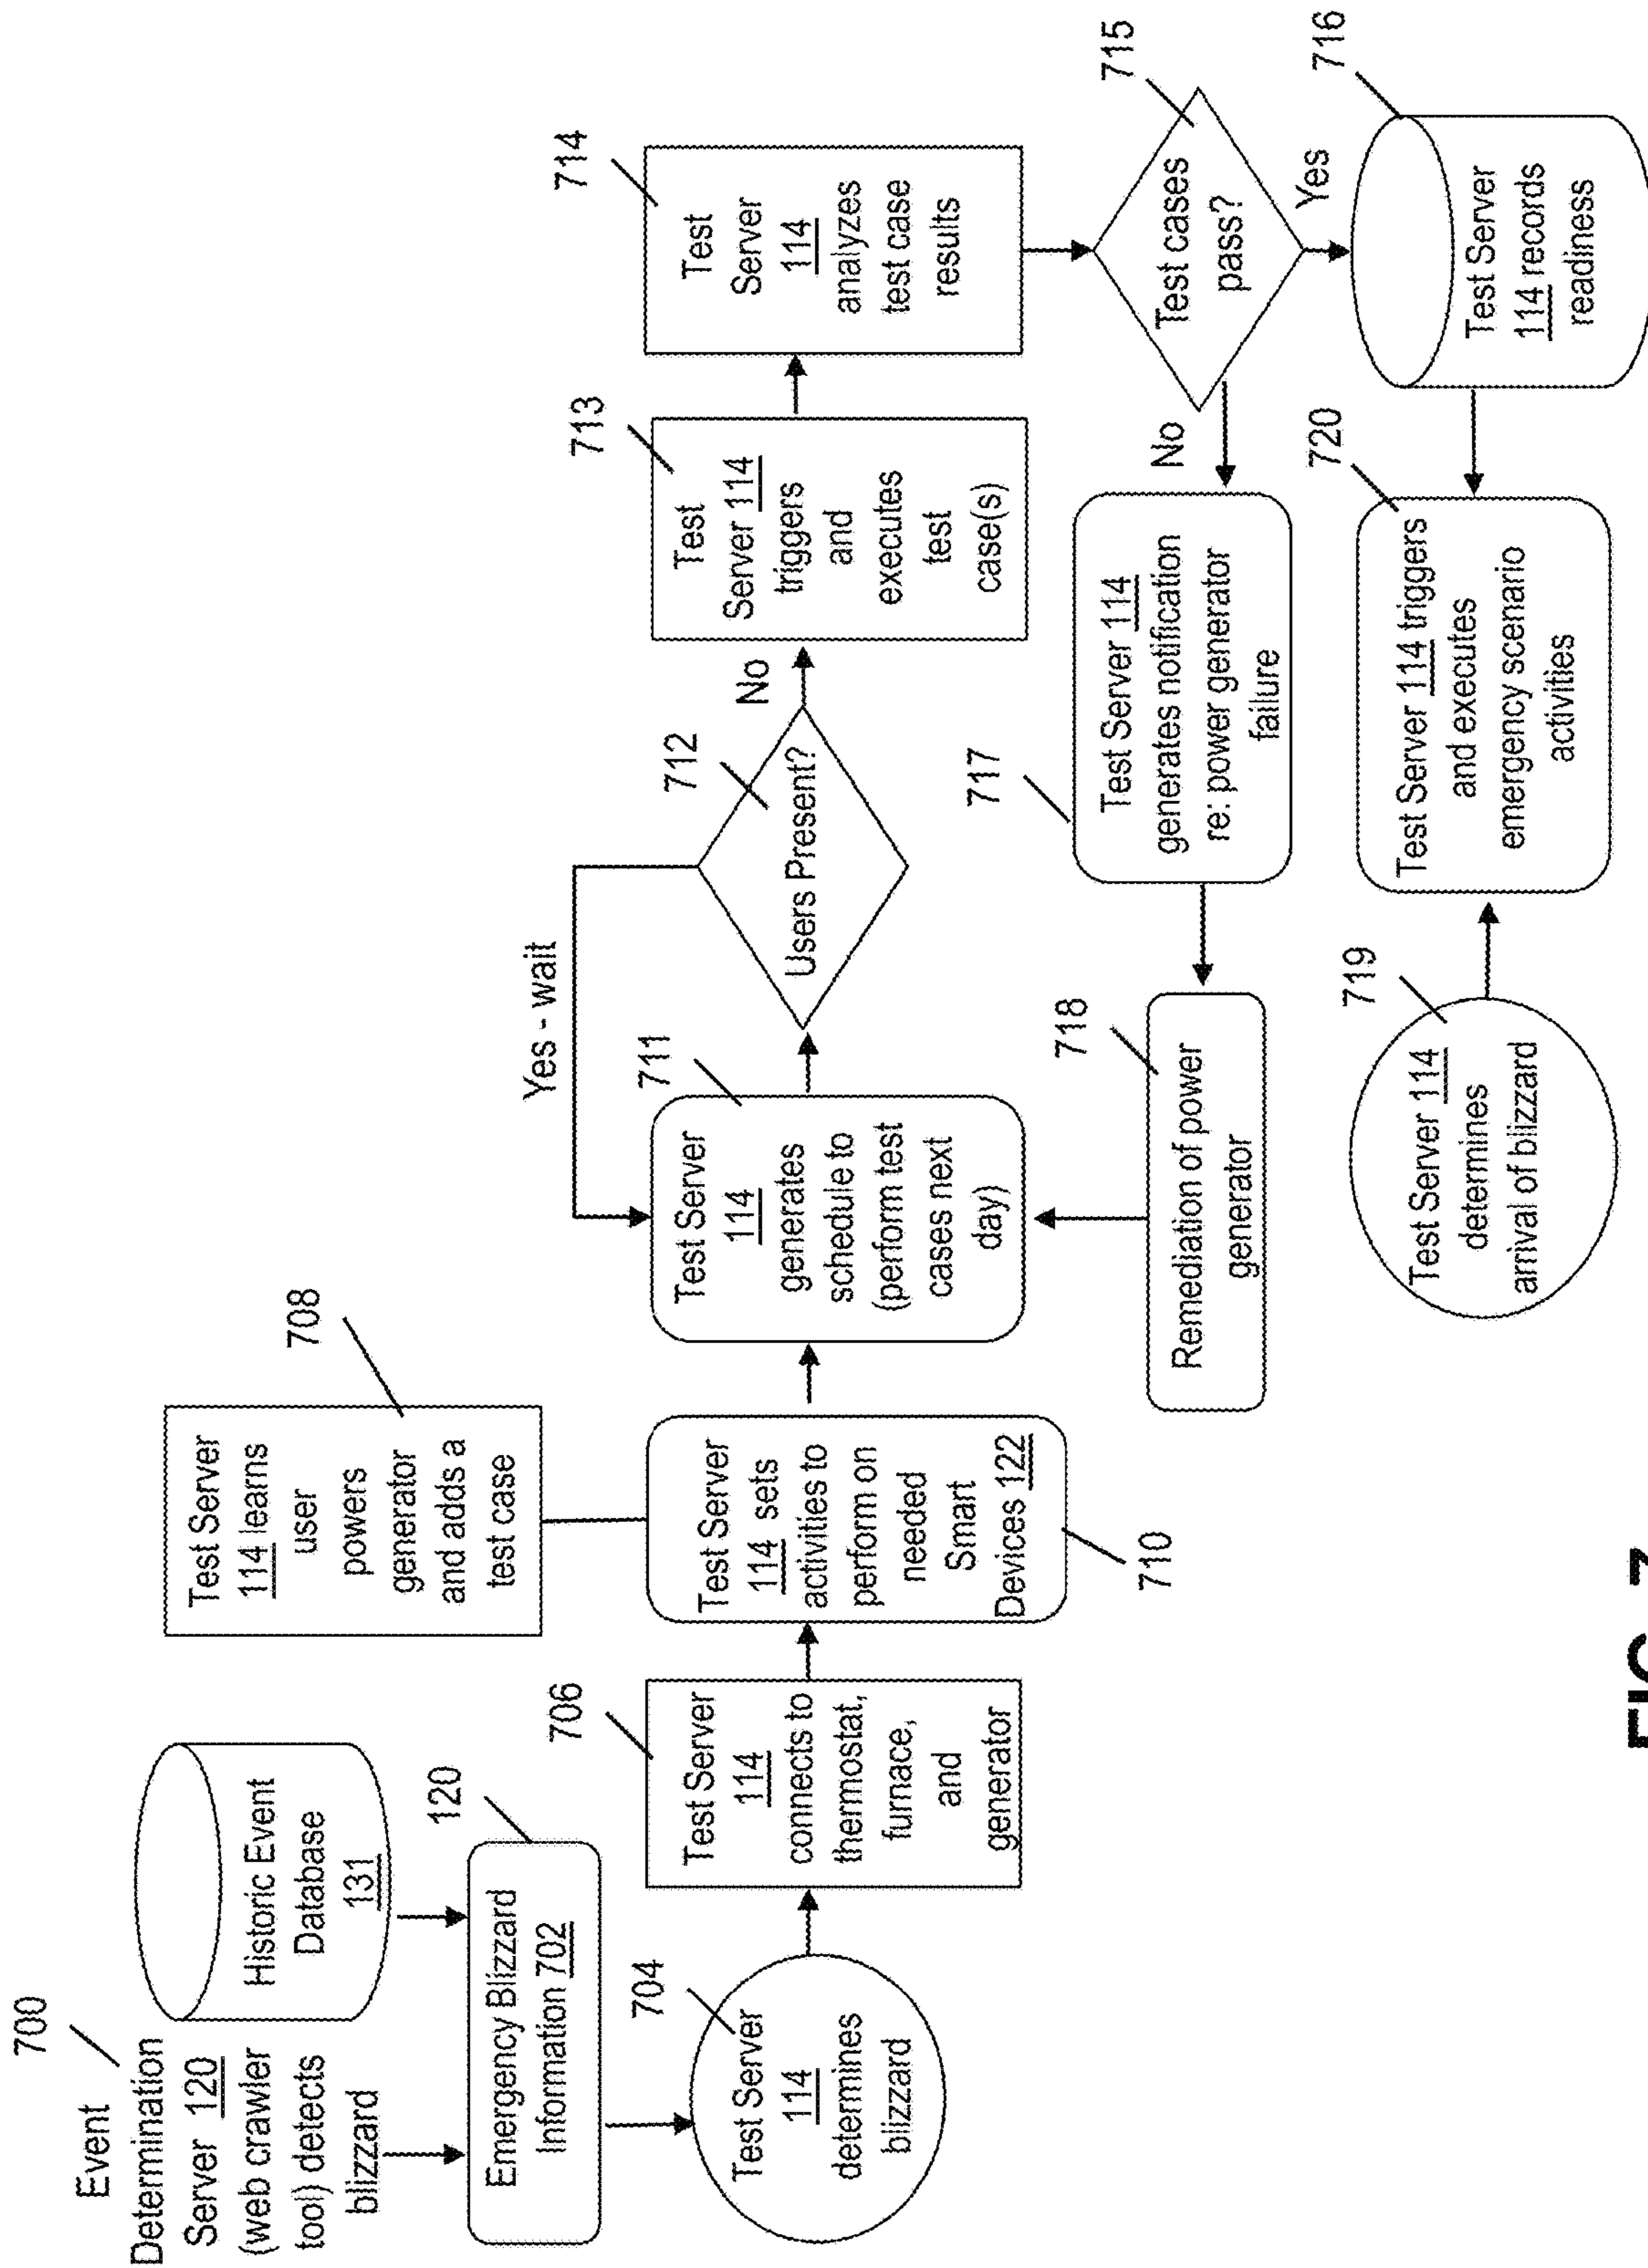 700
Event
Determination
Server 120
(web crawler
tool) detects
blizzard
Historic Event
Database
131
120
Emergency Blizzard
Information 702
704
Test Server
114
determines
blizzard
706
Test Server
114
connects to
thermostat,
furnace,
and
generator
708
Test Server
114 learns
user
powers
generator
and adds a
test case
Test Server
114 sets
activities to
perform on
needed
Smart
Devices 122
710
Yes - wait
711
Test Server
114
generates
schedule to
(perform test
cases next
day)
712
Users Present?
No
713
Test
Server 114
triggers
and
executes
test
case(s)
714
Test
Server
114
analyzes
test case
results
715
Test cases
pass?
Yes
No
716
Test Server
114 records
readiness
717
Test Server 114
generates notification
re: power generator
failure
718
Remediation of power
generator
719
Test Server 114
determines
arrival of blizzard
720
Test Server 114 triggers
and executes
emergency scenario
activities
FIG. 7